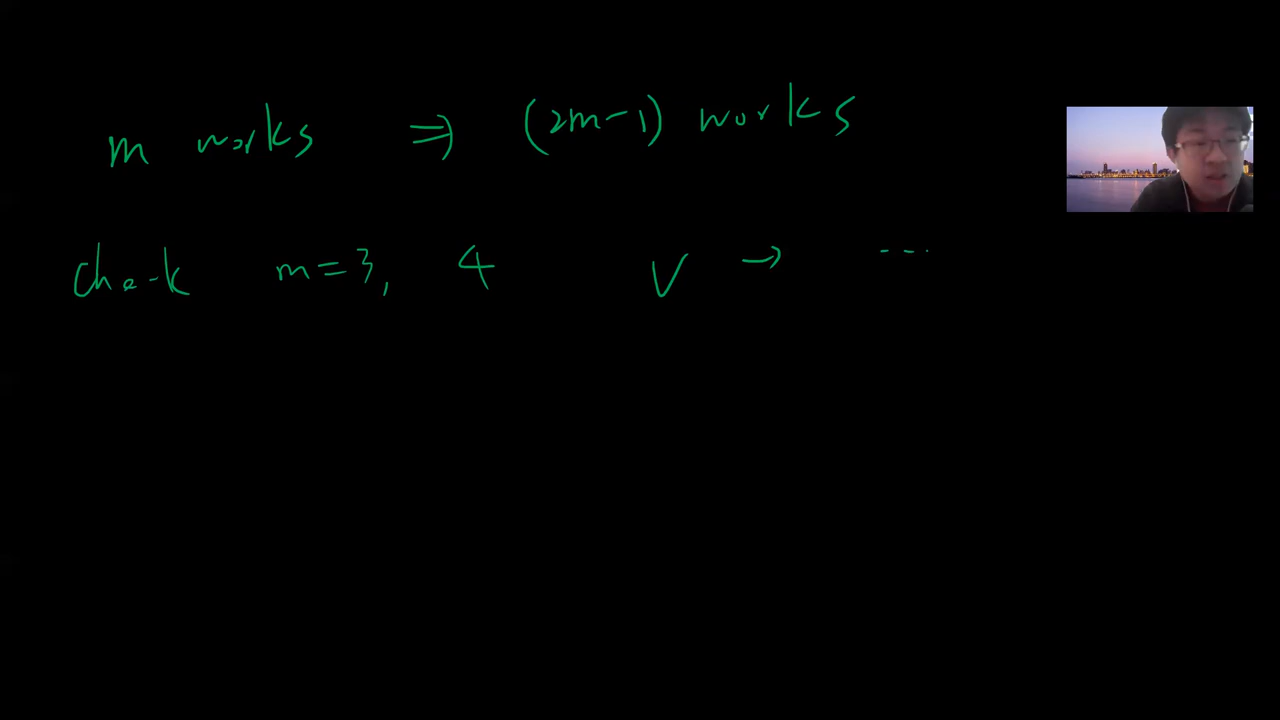 m works ⇒ (2m-1) works
check m=3, 4 V → ---